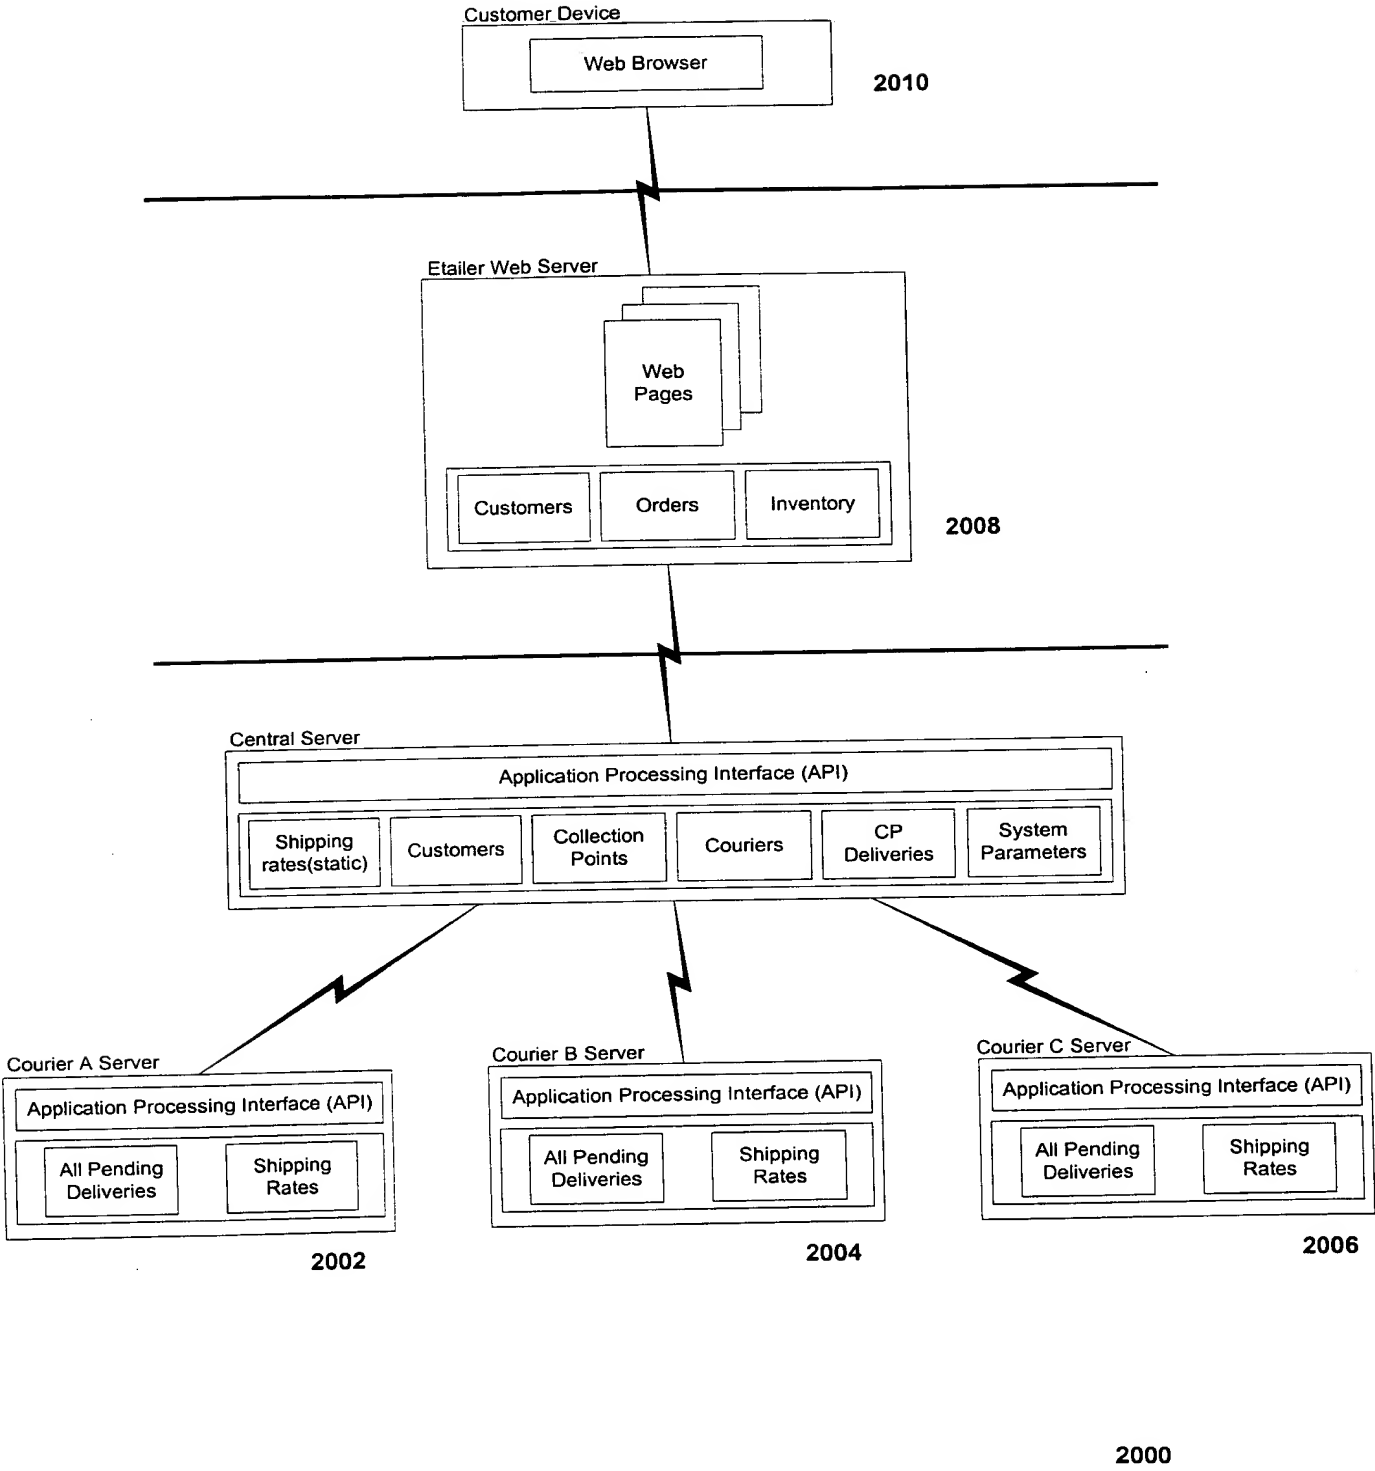 Customer Device
Web Browser
2010
Etailer Web Server
Web
Pages
Customers
Orders
Inventory
2008
Central Server
Application Processing Interface (API)
Shipping
rates(static)
Customers
Collection
Points
Couriers
CP
Deliveries
System
Parameters
Courier A Server
Application Processing Interface (API)
All Pending
Deliveries
Shipping
Rates
2002
Courier B Server
Application Processing Interface (API)
All Pending
Deliveries
Shipping
Rates
2004
Courier C Server
Application Processing Interface (API)
All Pending
Deliveries
Shipping
Rates
2006
2000